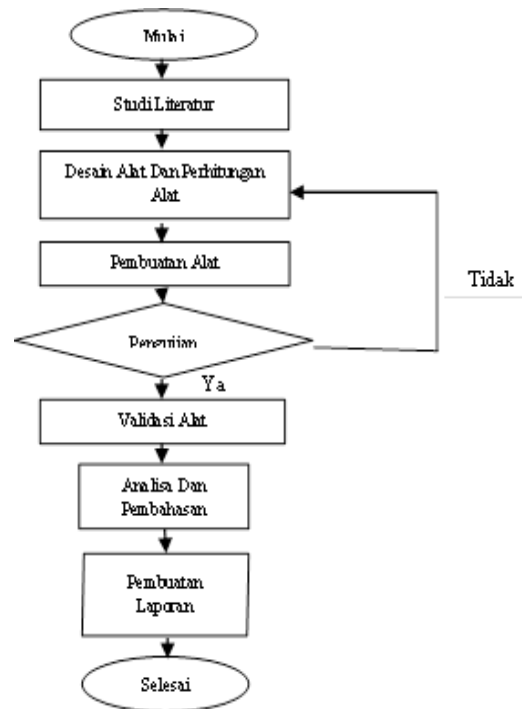 Mulai
Studi Literatur
Desain Alat Dan Perhitungan
Alat
Pembuatan Alat
Tidak
Pengujian
Ya
Validasi Alat
Analisa Dan
Pembahasan
Pembuatan
Laporan
Selesai